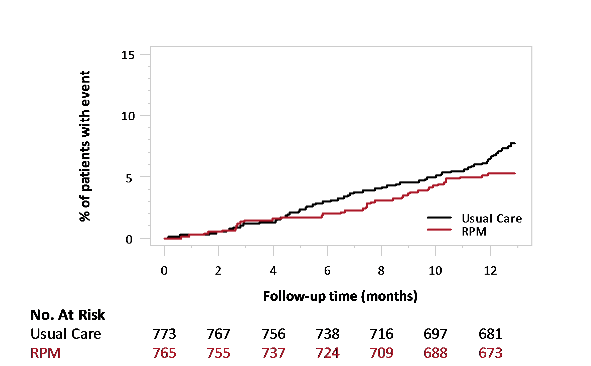 15
10
5
0
% of patients with event
Usual Care
RPM
0 2 4 6 8 10 12
Follow-up time (months)
No. At Risk
Usual Care 773 767 756 738 716 697 681
RPM 765 755 737 724 709 688 673